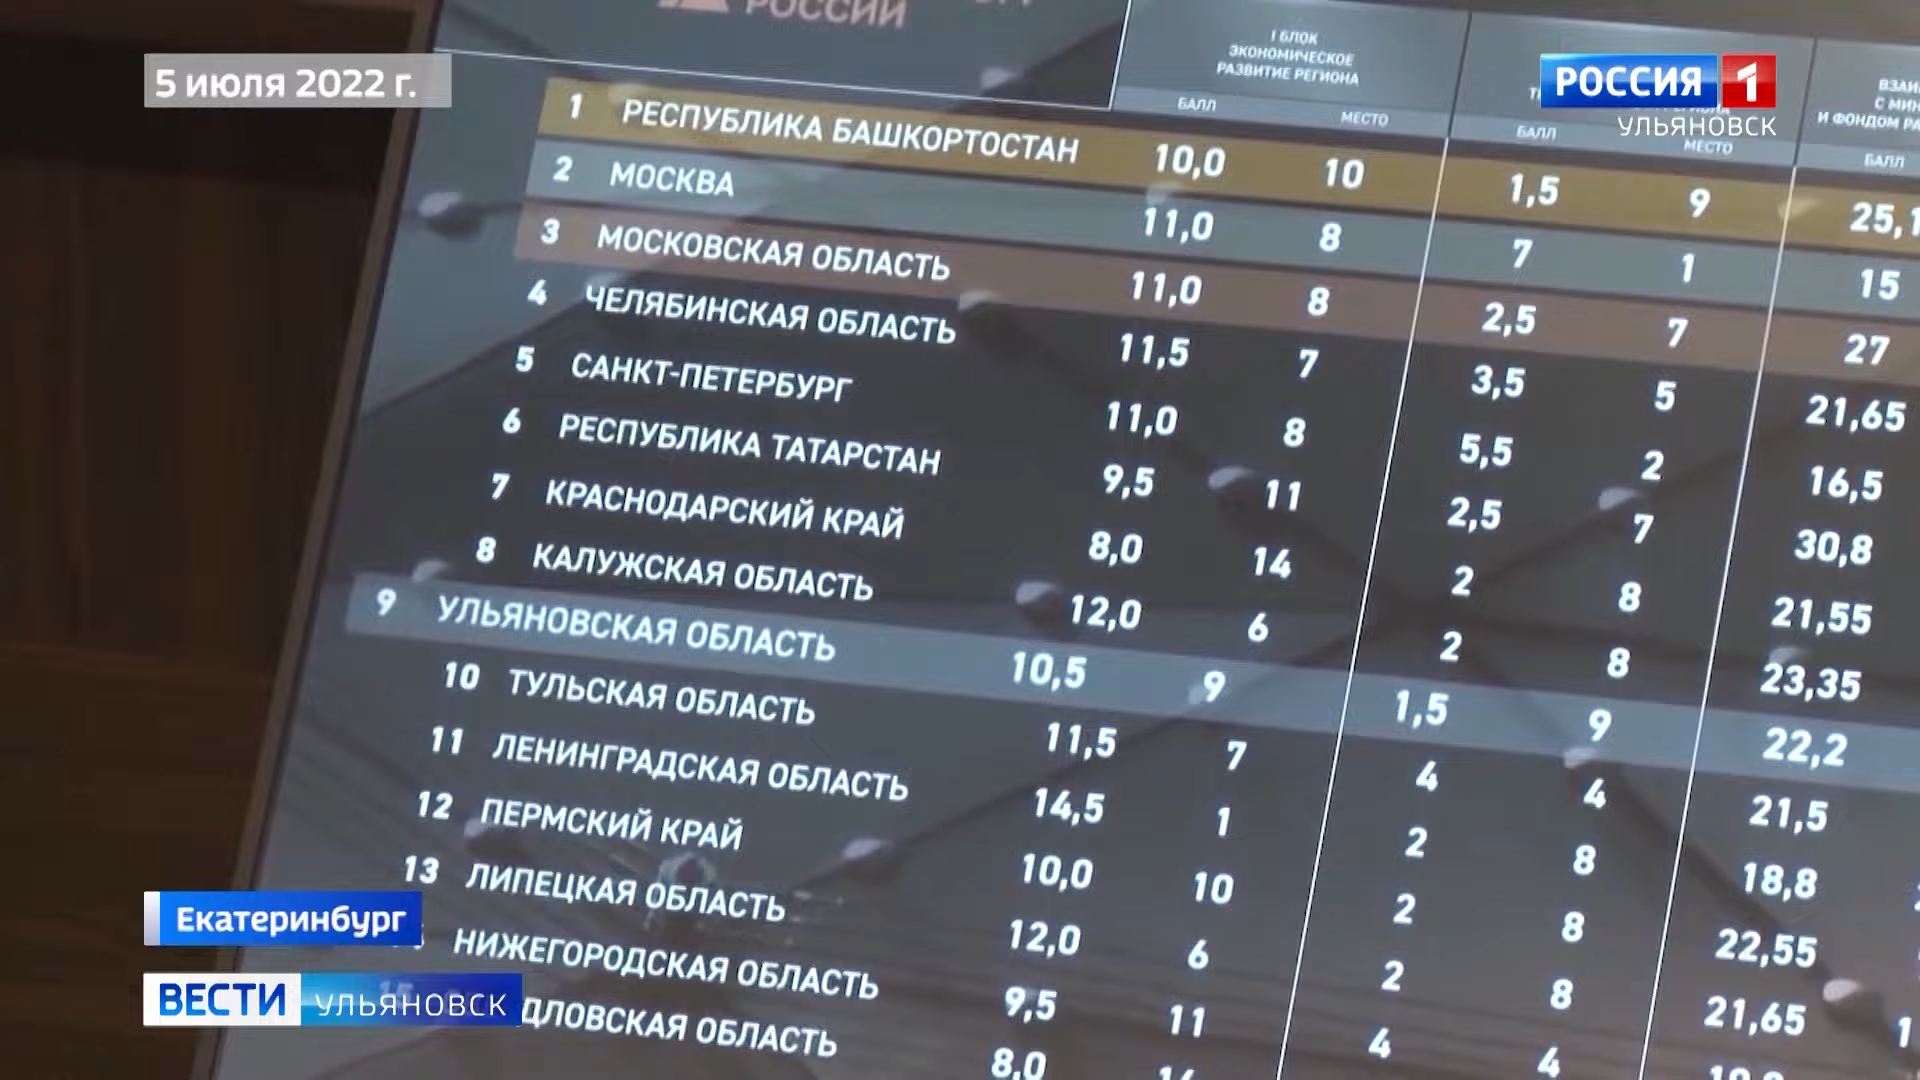 РОССИИ
5 июля 2022 г.
РОССИЯ 1
УЛЬЯНОВСК
I БЛОК
ЭКОНОМИЧЕСКОЕ
РАЗВИТИЕ РЕГИОНА
БАЛЛ МЕСТО БАЛЛ МЕСТО БАЛЛ
И ФОНДОМ
1 РЕСПУБЛИКА БАШКОРТОСТАН 10,0 10 1,5 9 25,1
2 МОСКВА 11,0 8 7 1 15
3 МОСКОВСКАЯ ОБЛАСТЬ 11,0 8 2,5 7 27
4 ЧЕЛЯБИНСКАЯ ОБЛАСТЬ 11,5 7 3,5 5 21,65
5 САНКТ-ПЕТЕРБУРГ 11,0 8 5,5 2 16,5
6 РЕСПУБЛИКА ТАТАРСТАН 9,5 11 2,5 7 30,8
7 КРАСНОДАРСКИЙ КРАЙ 8,0 14 2 8 21,55
8 КАЛУЖСКАЯ ОБЛАСТЬ 12,0 6 2 8 23,35
9 УЛЬЯНОВСКАЯ ОБЛАСТЬ 10,5 9 1,5 9 22,2
10 ТУЛЬСКАЯ ОБЛАСТЬ 11,5 7 4 4 21,5
11 ЛЕНИНГРАДСКАЯ ОБЛАСТЬ 14,5 1 2 8 18,8
12 ПЕРМСКИЙ КРАЙ 10,0 10 2 8 22,55
13 ЛИПЕЦКАЯ ОБЛАСТЬ 12,0 6 2 8 21,65
НИЖЕГОРОДСКАЯ ОБЛАСТЬ 9,5 11 4 4
ДЛОВСКАЯ ОБЛАСТЬ 8,0
Екатеринбург
ВЕСТИ УЛЬЯНОВСК